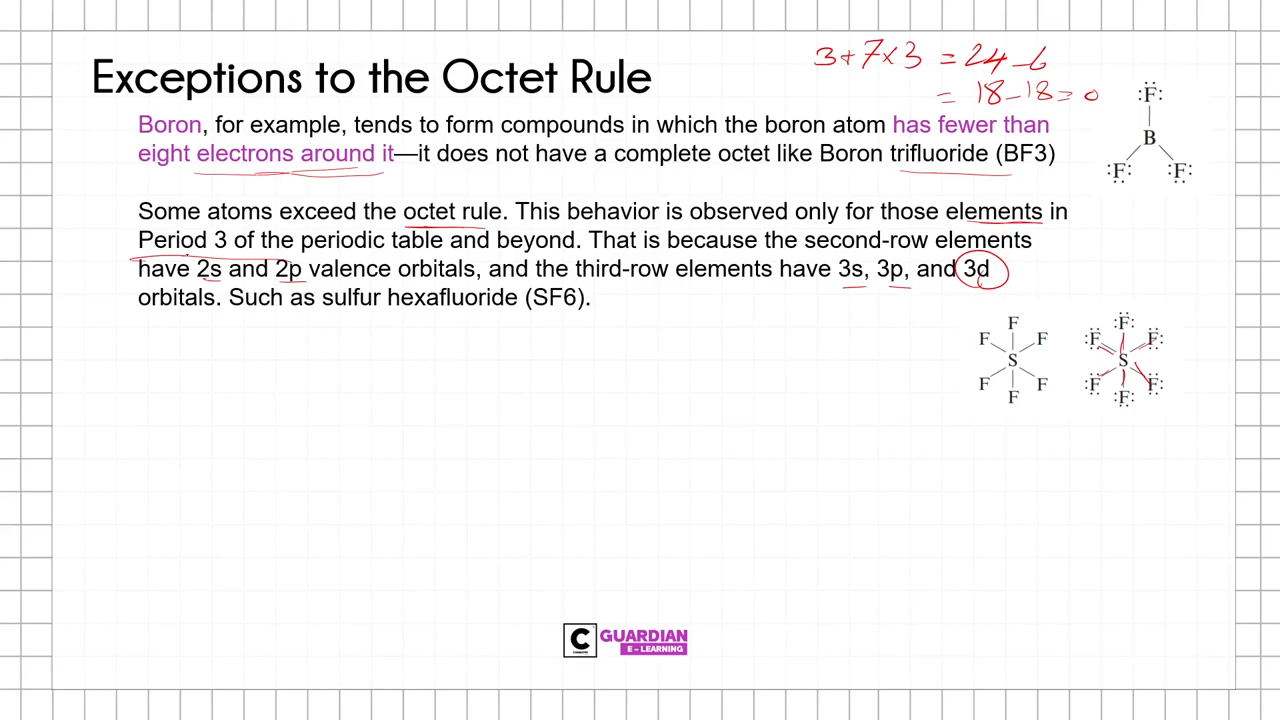 Exceptions to the Octet Rule
3+7×3 = 24-6
= 18-18=0
Boron, for example, tends to form compounds in which the boron atom has fewer than
eight electrons around it—it does not have a complete octet like Boron trifluoride (BF3)
Some atoms exceed the octet rule. This behavior is observed only for those elements in
Period 3 of the periodic table and beyond. That is because the second-row elements
have 2s and 2p valence orbitals, and the third-row elements have 3s, 3p, and 3d
orbitals. Such as sulfur hexafluoride (SF6).
:F:
B
:F: :F:
F :F:
F F :F: :F:
S S
F F :F: :F:
F :F:
C GUARDIAN
E – LEARNING